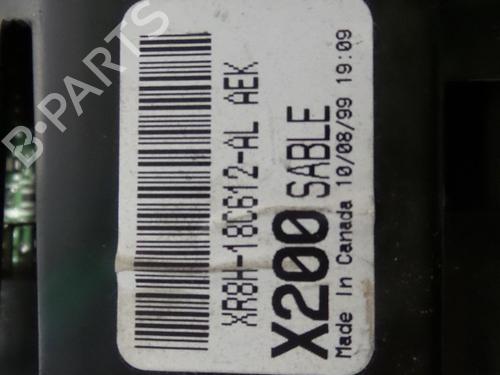 XR8H-18C612-AL AEK
X200 SABLE
Made In Canada 10/08/99 19:09
B-PARTS